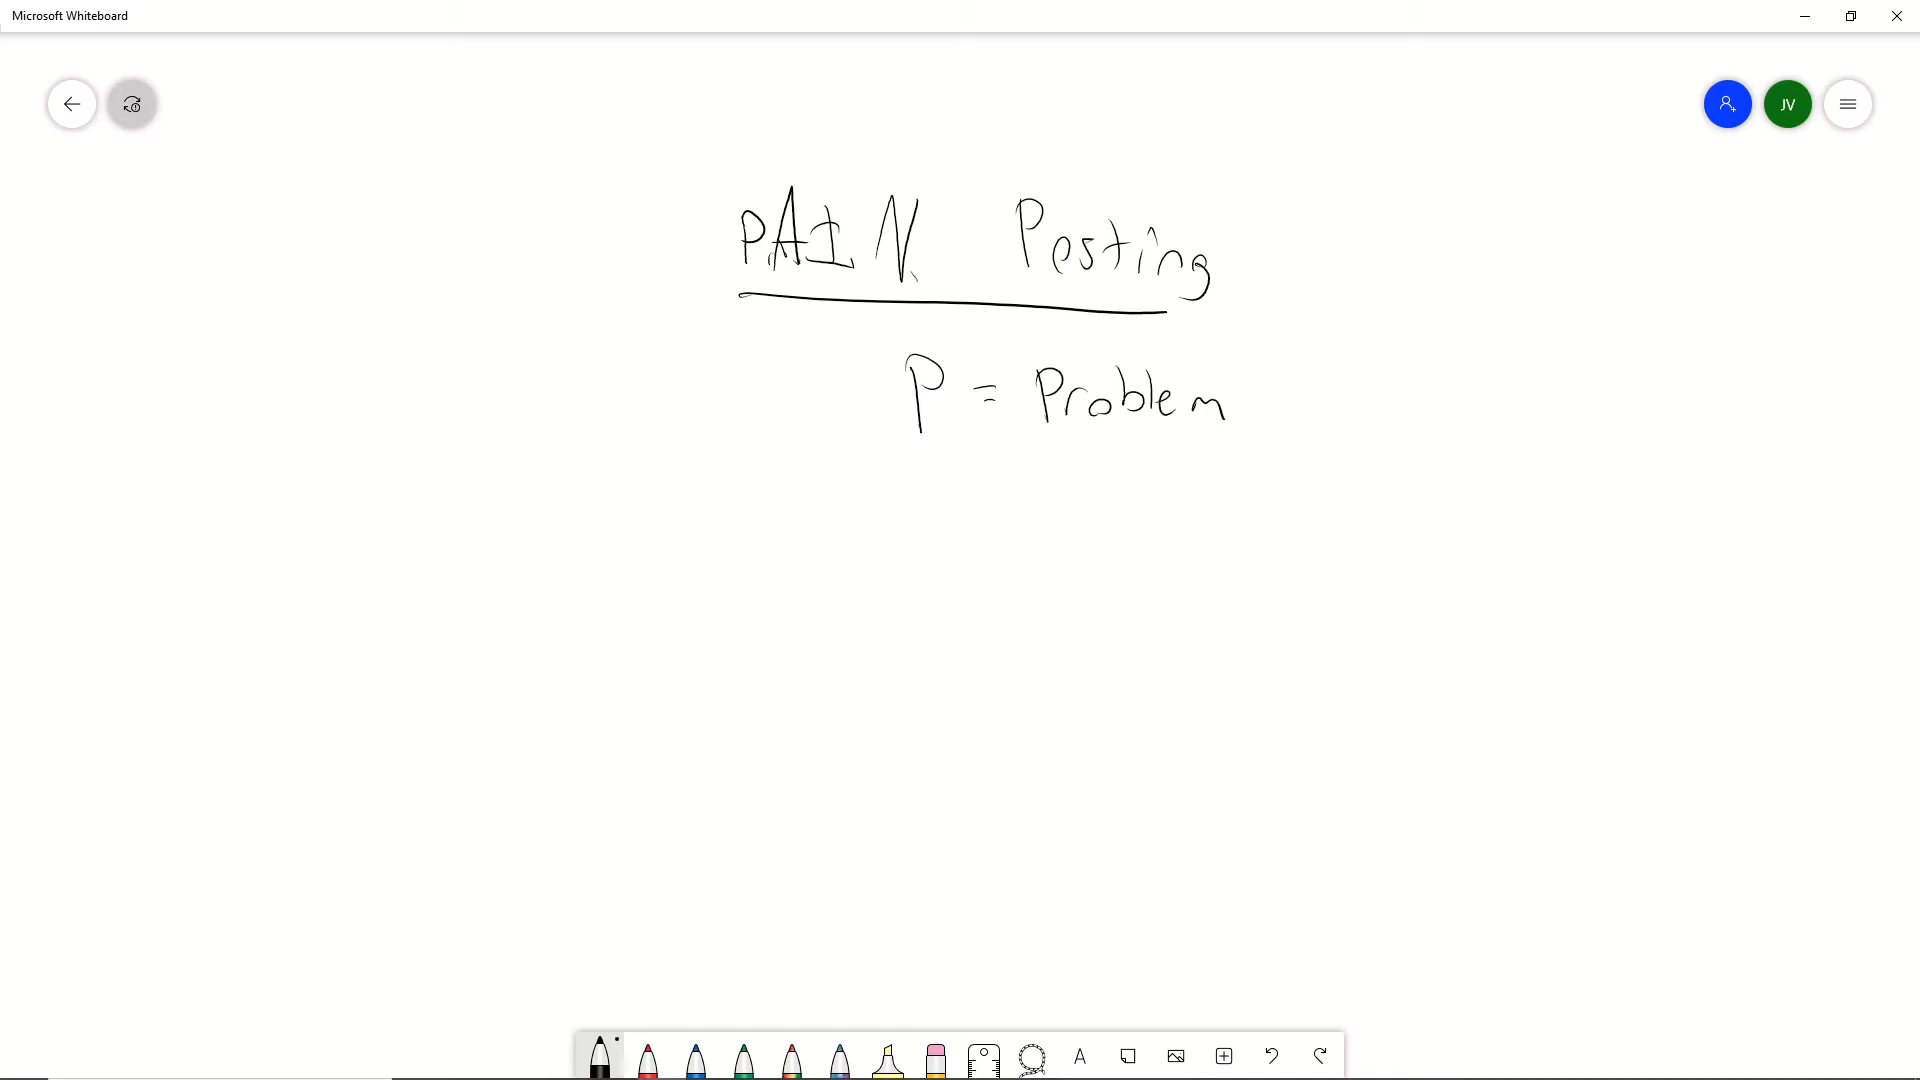 Microsoft Whiteboard
JV
PAIN Posting
P = Problem
A